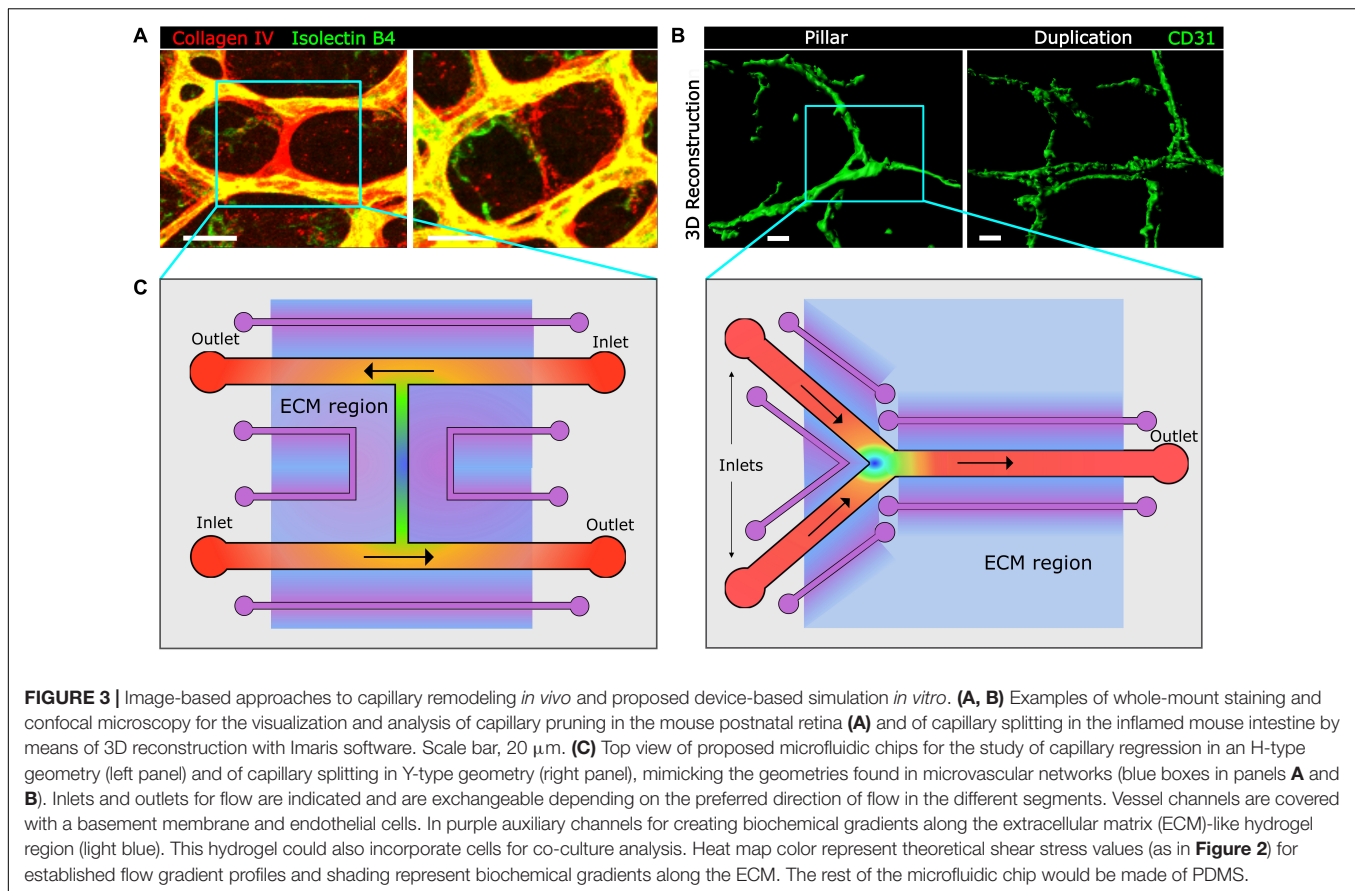 A
Collagen IV Isolectin B4
B
Pillar
Duplication
CD31
3D Reconstruction
C
Outlet
Inlet
ECM region
Inlet
Outlet
Inlets
Outlet
ECM region
FIGURE 3 | Image-based approaches to capillary remodeling in vivo and proposed device-based simulation in vitro. (A, B) Examples of whole-mount staining and
confocal microscopy for the visualization and analysis of capillary pruning in the mouse postnatal retina (A) and of capillary splitting in the inflamed mouse intestine by
means of 3D reconstruction with Imaris software. Scale bar, 20 μm. (C) Top view of proposed microfluidic chips for the study of capillary regression in an H-type
geometry (left panel) and of capillary splitting in Y-type geometry (right panel), mimicking the geometries found in microvascular networks (blue boxes in panels A and
B). Inlets and outlets for flow are indicated and are exchangeable depending on the preferred direction of flow in the different segments. Vessel channels are covered
with a basement membrane and endothelial cells. In purple auxiliary channels for creating biochemical gradients along the extracellular matrix (ECM)-like hydrogel
region (light blue). This hydrogel could also incorporate cells for co-culture analysis. Heat map color represent theoretical shear stress values (as in Figure 2) for
established flow gradient profiles and shading represent biochemical gradients along the ECM. The rest of the microfluidic chip would be made of PDMS.